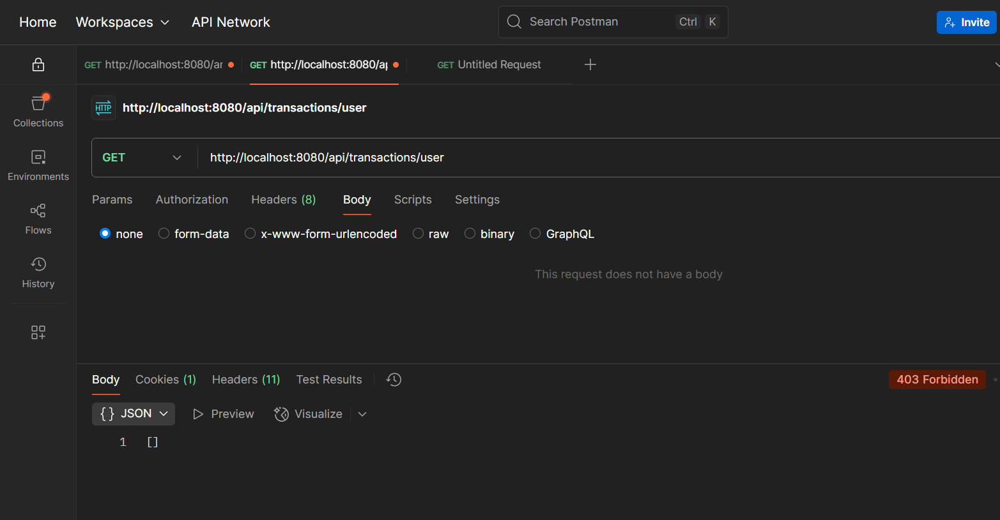 Home Workspaces API Network Search Postman Ctrl K Invite
GET http://localhost:8080/ar GET http://localhost:8080/ap GET Untitled Request
HTTP http://localhost:8080/api/transactions/user
Collections
GET http://localhost:8080/api/transactions/user
Environments
Params Authorization Headers (8) Body Scripts Settings
Flows
none form-data x-www-form-urlencoded raw binary GraphQL
History
This request does not have a body
Body Cookies (1) Headers (11) Test Results 403 Forbidden
{} JSON Preview Visualize
1 []